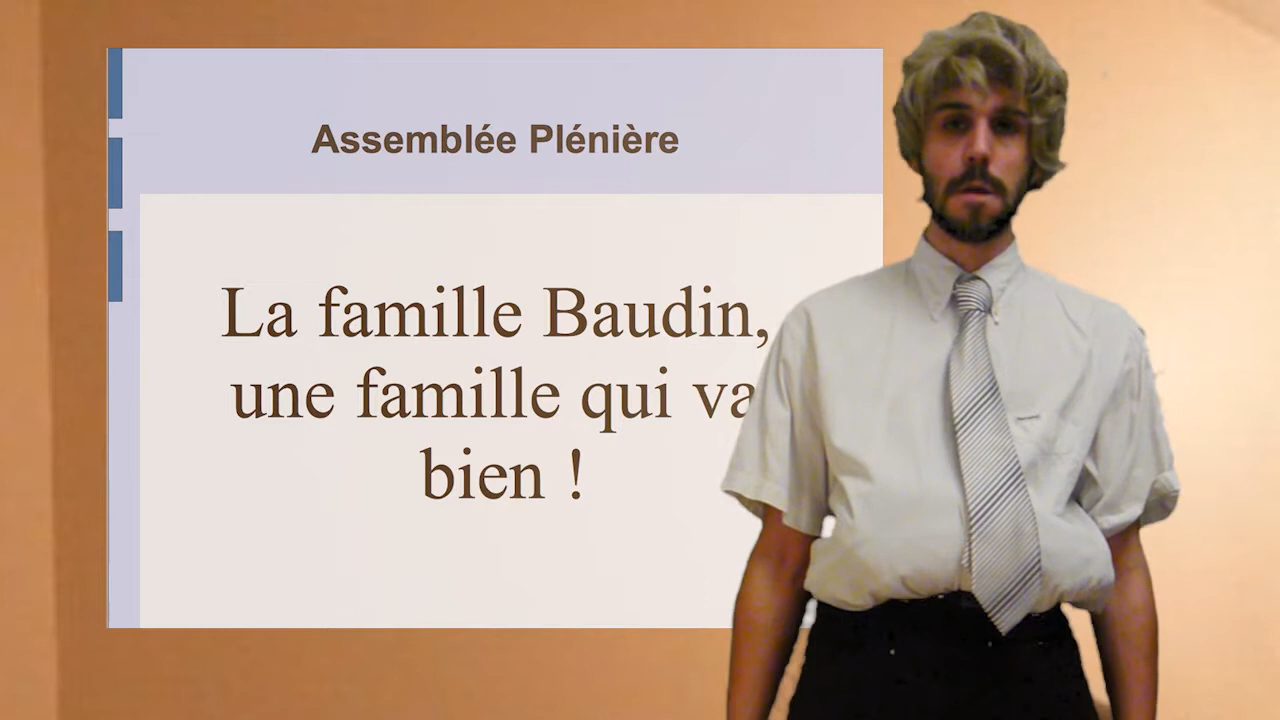 Assemblée Plénière
La famille Baudin,
une famille qui va
bien !